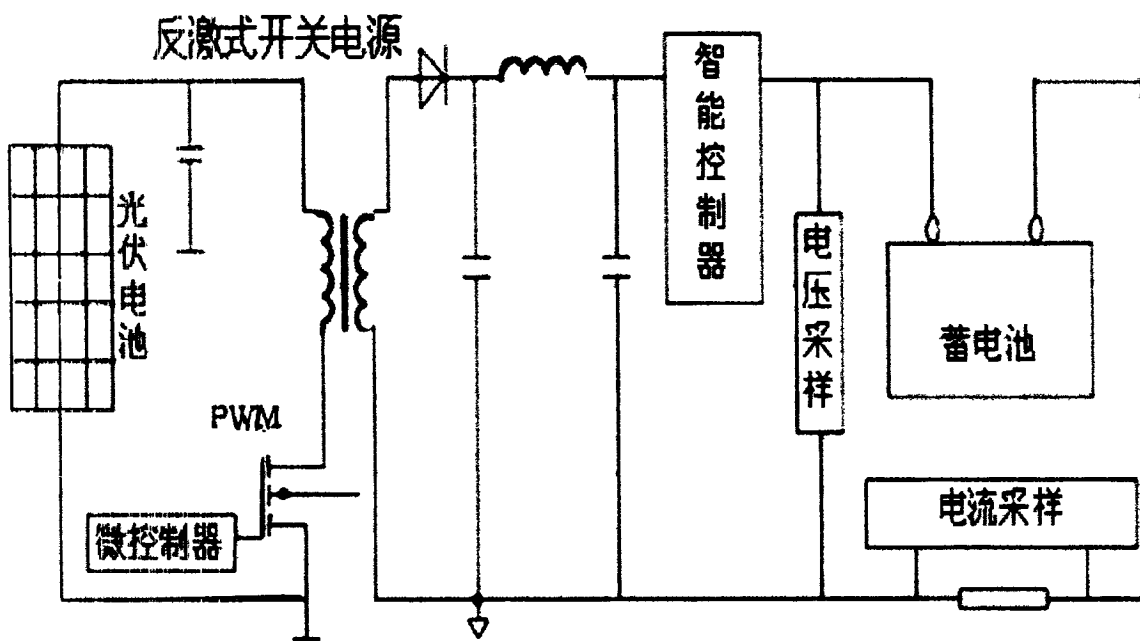 反激式开关电源
光伏电池
PWM
微控制器
智能控制器
电压采样
蓄电池
电流采样